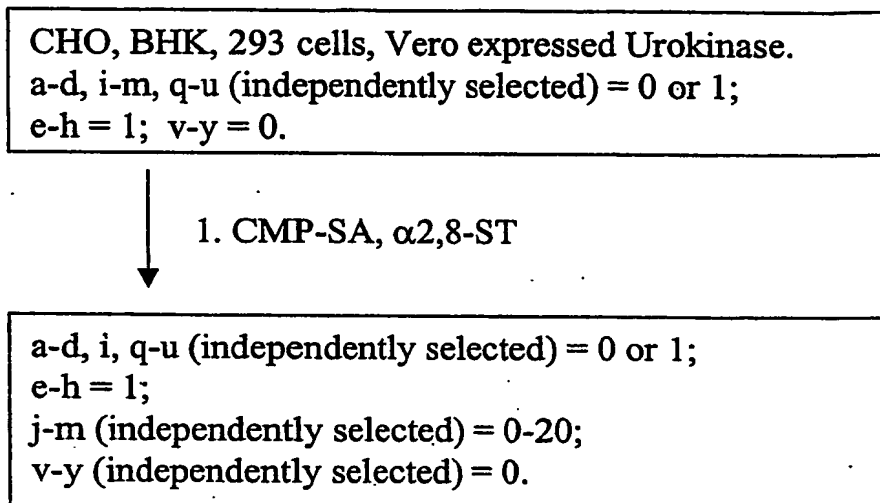 CHO, BHK, 293 cells, Vero expressed Urokinase.
a-d, i-m, q-u (independently selected) = 0 or 1;
e-h = 1; v-y = 0.
1. CMP-SA, α2,8-ST
a-d, i, q-u (independently selected) = 0 or 1;
e-h = 1;
j-m (independently selected) = 0-20;
v-y (independently selected) = 0.